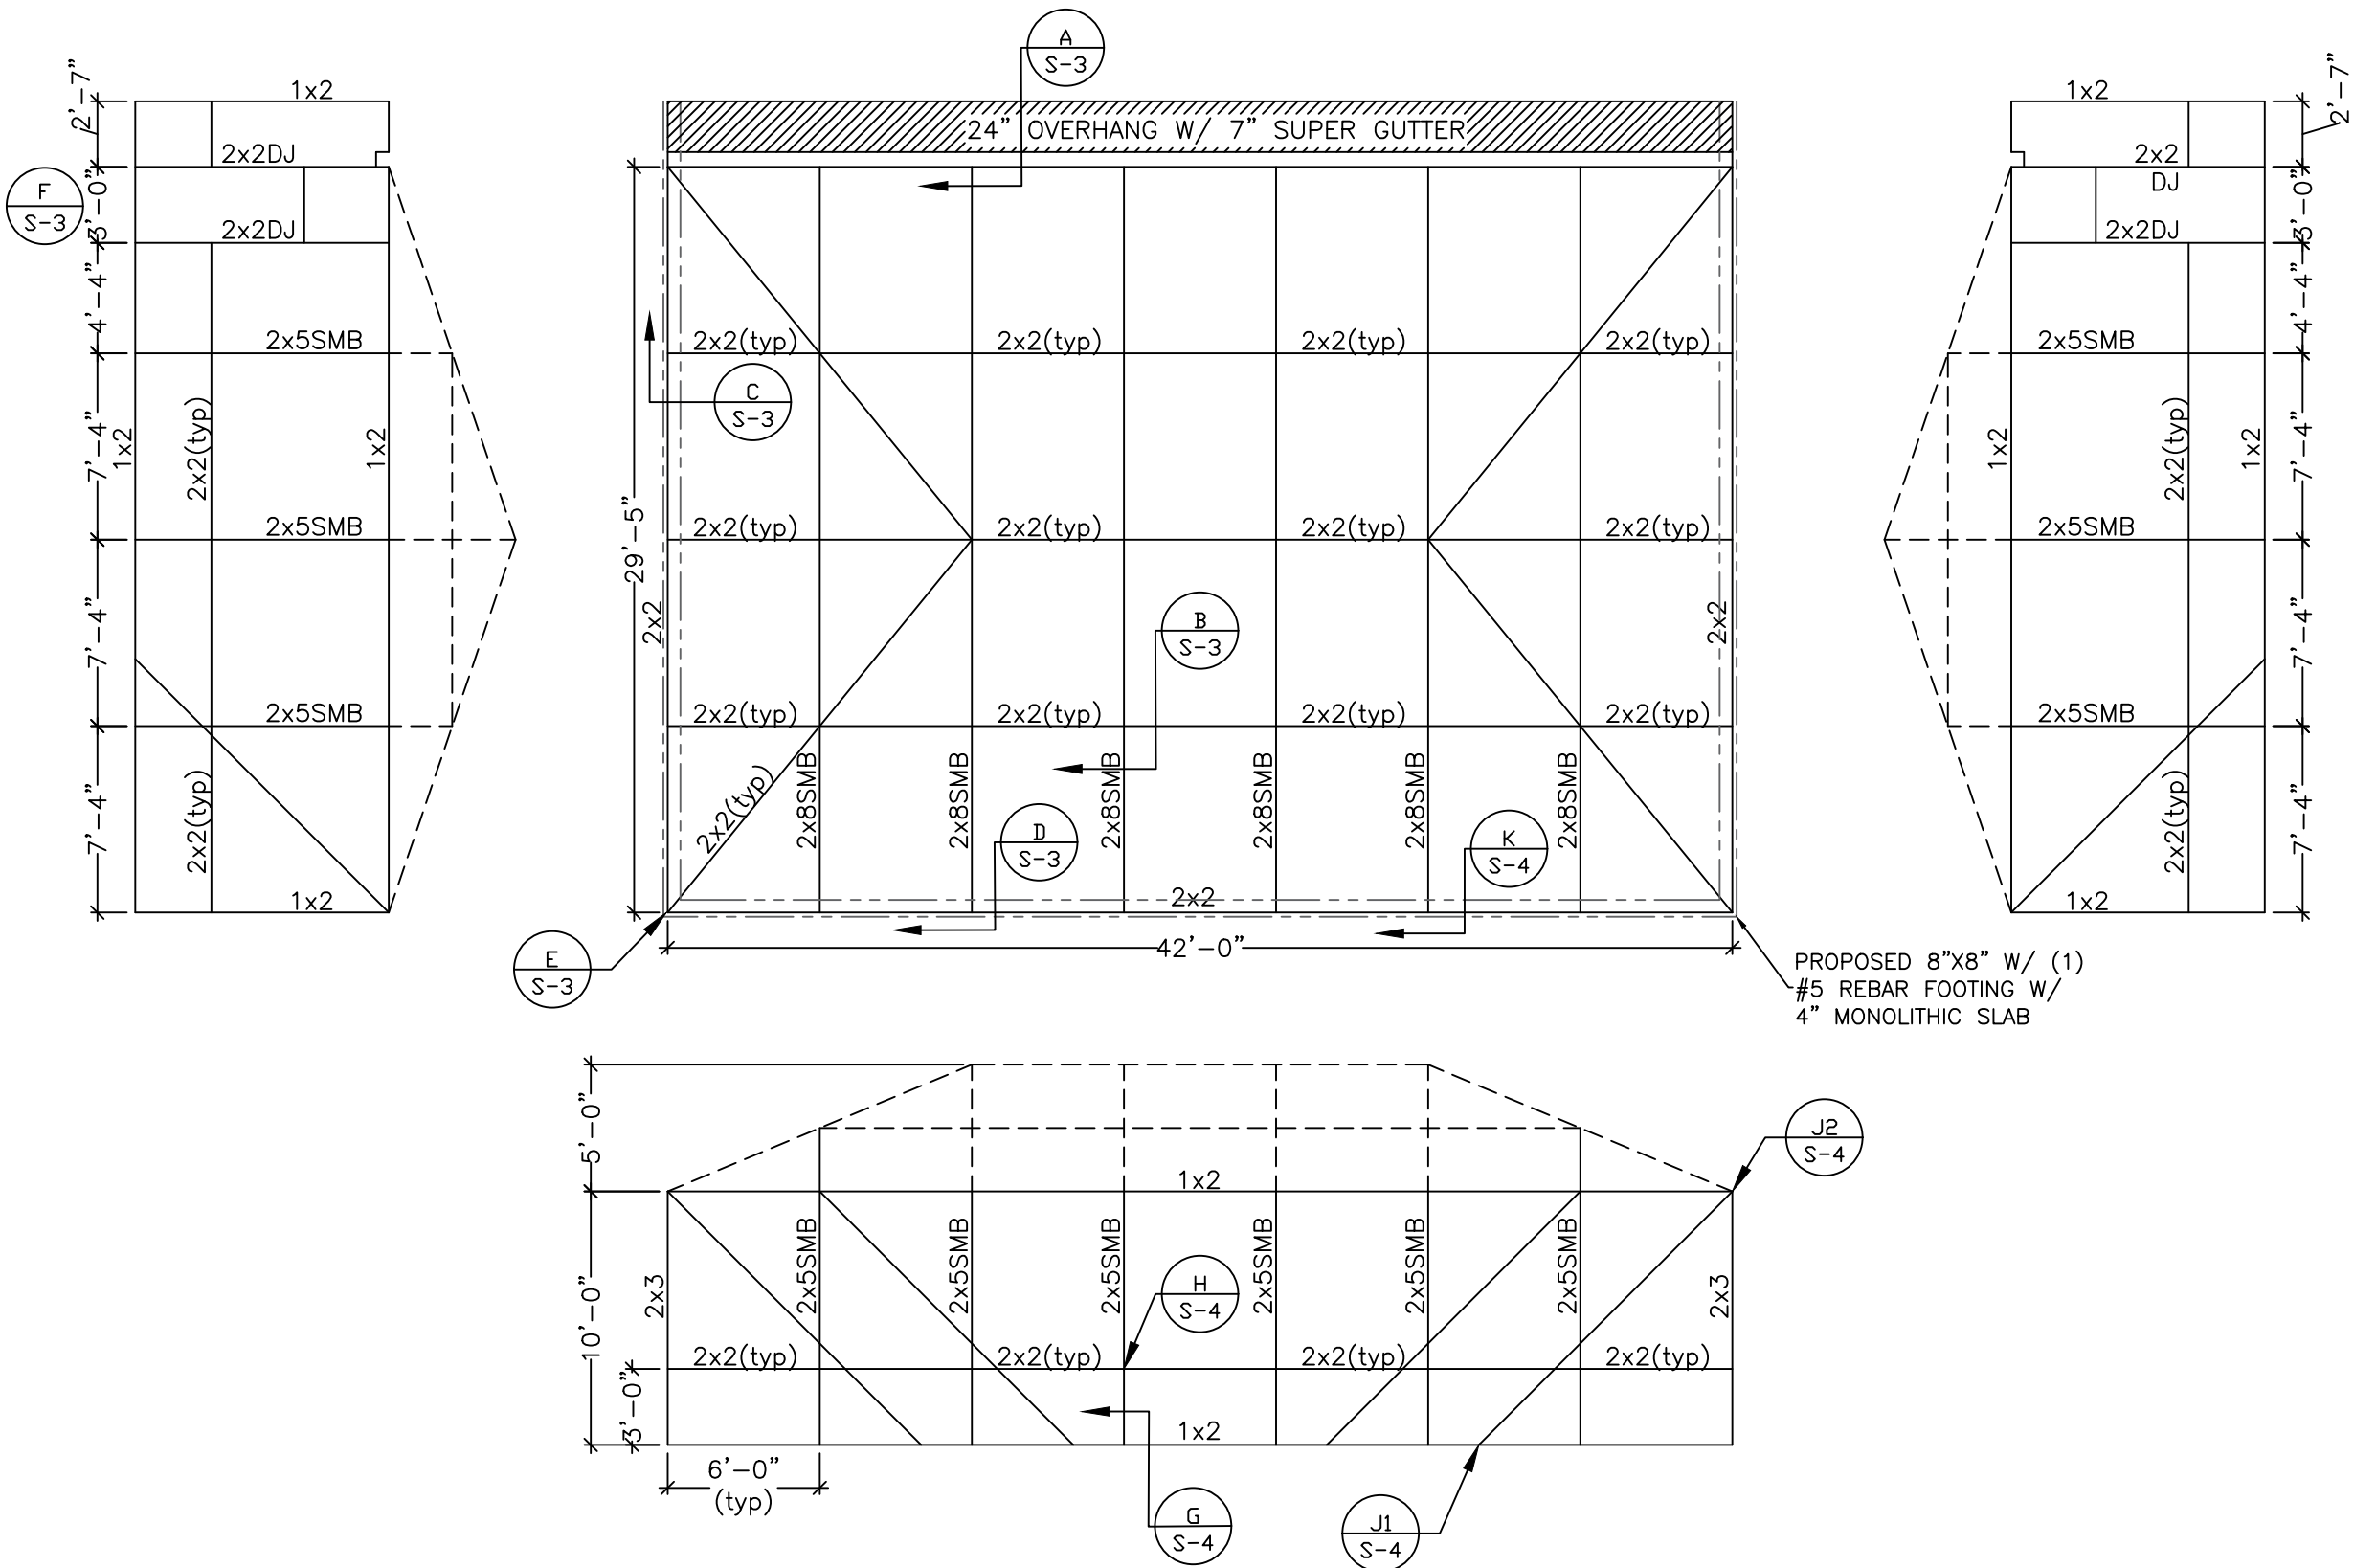 A
S-3
2'-7"
1x2
1x2
2'-7"
24" OVERHANG W/ 7" SUPER GUTTER
2x2DJ
2x2
DJ
F
S-3
3'-0"
3'-0"
2x2DJ
2x2DJ
4'-4"
4'-4"
2x5SMB
2x2(typ)
2x2(typ)
2x2(typ)
2x2(typ)
2x5SMB
C
S-3
7'-4"
1x2
2x2(typ)
1x2
1x2
2x2(typ)
1x2
7'-4"
29'-5"
2x5SMB
2x2(typ)
2x2(typ)
2x2(typ)
2x2(typ)
2x5SMB
7'-4"
2x2
B
S-3
2x2
7'-4"
2x5SMB
2x2(typ)
2x2(typ)
2x2(typ)
2x2(typ)
2x5SMB
7'-4"
2x2(typ)
2x2(typ)
2x8SMB
2x8SMB
2x8SMB
2x8SMB
2x8SMB
2x8SMB
2x2(typ)
7'-4"
D
S-3
K
S-4
1x2
2x2
1x2
42'-0"
E
S-3
PROPOSED 8"X8" W/ (1)
#5 REBAR FOOTING W/
4" MONOLITHIC SLAB
5'-0"
J2
S-4
1x2
10'-0"
2x3
2x5SMB
2x5SMB
2x5SMB
2x5SMB
2x5SMB
2x5SMB
2x3
H
S-4
2x2(typ)
2x2(typ)
2x2(typ)
2x2(typ)
3'-0"
1x2
6'-0"
(typ)
G
S-4
J1
S-4